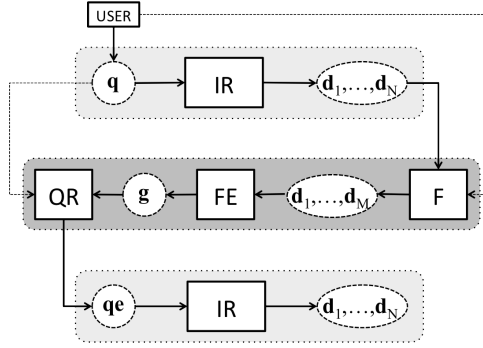 USER
q IR d1,...,dN
QR g FE d1,...,dM F
qe IR d1,...,dN